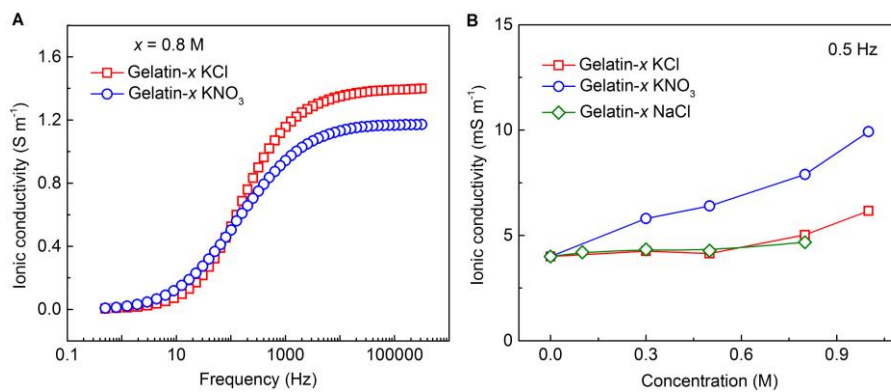 A
x = 0.8 M
Gelatin-x KCl
Gelatin-x KNO₃
Ionic conductivity (S m⁻¹)
1.6
1.2
0.8
0.4
0.0
0.1 10 1000 100000
Frequency (Hz)
B
0.5 Hz
Gelatin-x KCl
Gelatin-x KNO₃
Gelatin-x NaCl
Ionic conductivity (mS m⁻¹)
15
10
5
0
0.0 0.3 0.6 0.9
Concentration (M)